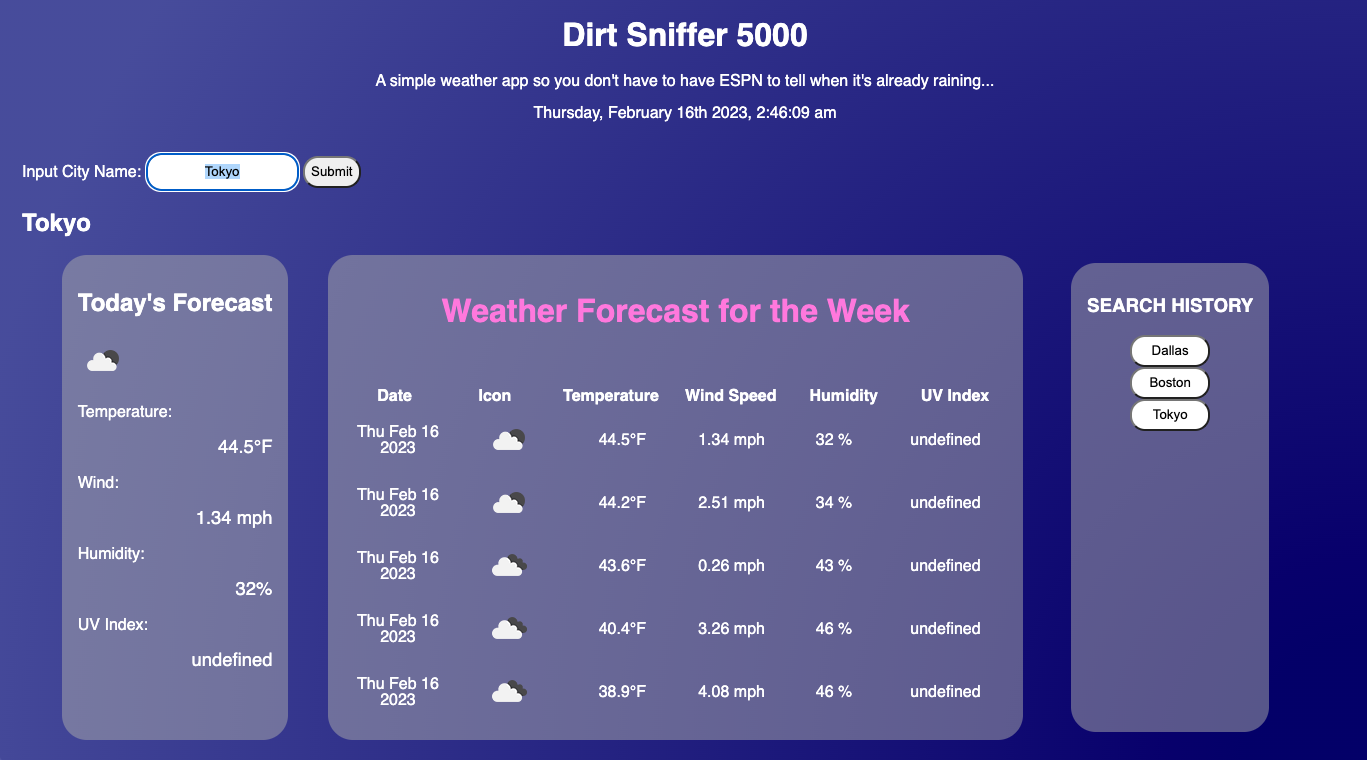 Dirt Sniffer 5000
A simple weather app so you don't have to have ESPN to tell when it's already raining...
Thursday, February 16th 2023, 2:46:09 am
Input City Name: Tokyo Submit
Tokyo
Today's Forecast
Temperature:
44.5°F
Wind:
1.34 mph
Humidity:
32%
UV Index:
undefined
Weather Forecast for the Week
Date Icon Temperature Wind Speed Humidity UV Index
Thu Feb 16
2023 44.5°F 1.34 mph 32 % undefined
Thu Feb 16
2023 44.2°F 2.51 mph 34 % undefined
Thu Feb 16
2023 43.6°F 0.26 mph 43 % undefined
Thu Feb 16
2023 40.4°F 3.26 mph 46 % undefined
Thu Feb 16
2023 38.9°F 4.08 mph 46 % undefined
SEARCH HISTORY
Dallas
Boston
Tokyo